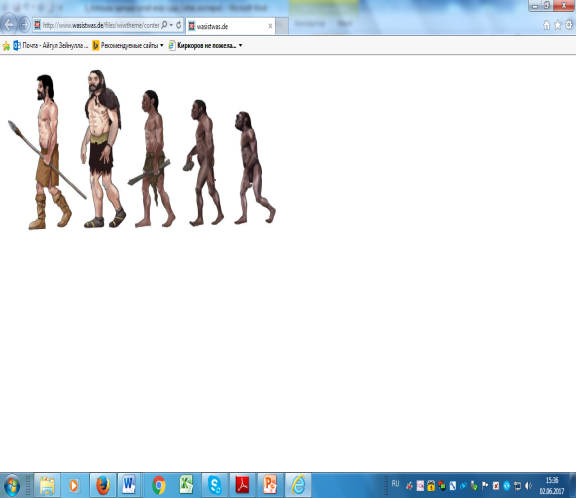 http://www.wasistwas.de/files/wiwtheme/conter
wasistwas.de
Почта - Айгул Зейнулла ...
Рекомендуемые сайты
Киркоров не пожела...
RU
15:36
02.06.2017